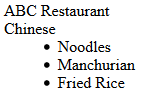 ABC Restaurant
Chinese
• Noodles
• Manchurian
• Fried Rice